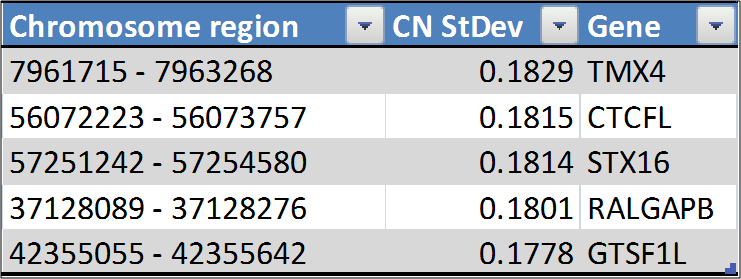 Chromosome region CN StDev Gene
7961715 - 7963268 0.1829 TMX4
56072223 - 56073757 0.1815 CTCFL
57251242 - 57254580 0.1814 STX16
37128089 - 37128276 0.1801 RALGAPB
42355055 - 42355642 0.1778 GTSF1L